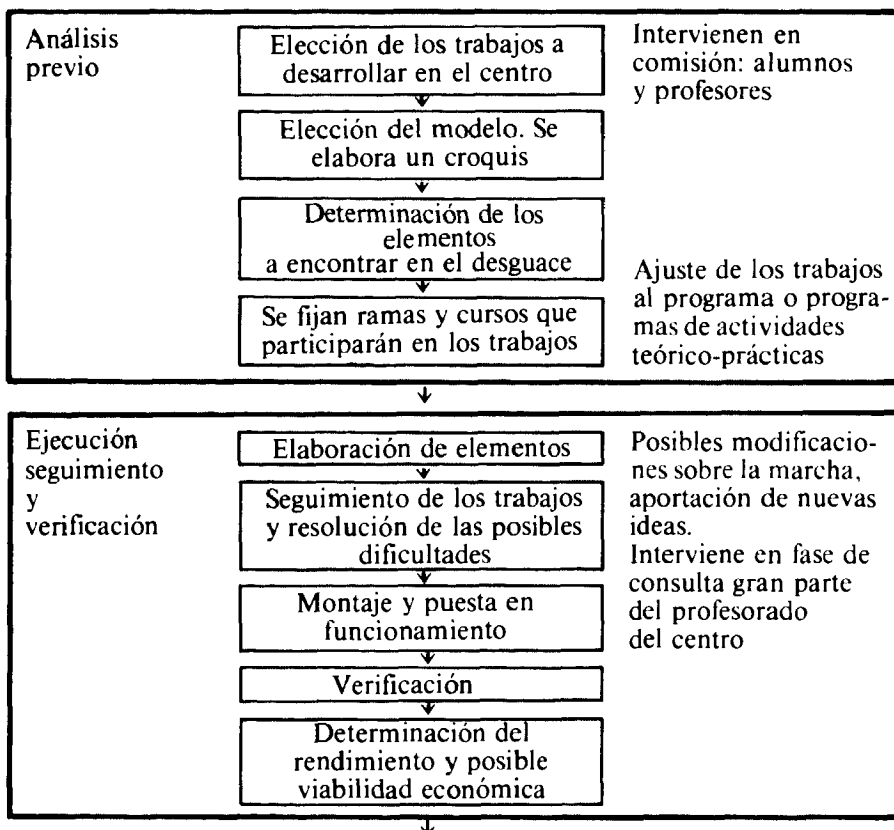 Análisis
previo
Elección de los trabajos a
desarrollar en el centro
Intervienen en
comisión: alumnos
y profesores
Elección del modelo. Se
elabora un croquis
Determinación de los
elementos
a encontrar en el desguace
Se fijan ramas y cursos que
participarán en los trabajos
Ajuste de los trabajos
al programa o progra-
mas de actividades
teórico-prácticas
Ejecución
seguimiento
y
verificación
Elaboración de elementos
Seguimiento de los trabajos
y resolución de las posibles
dificultades
Montaje y puesta en
funcionamiento
Verificación
Determinación del
rendimiento y posible
viabilidad económica
Posibles modificacio-
nes sobre la marcha,
aportación de nuevas
ideas.
Interviene en fase de
consulta gran parte
del profesorado
del centro